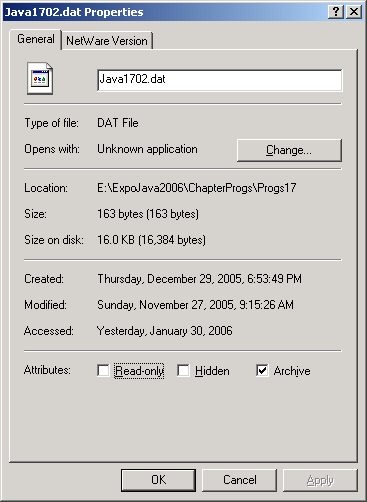 Java1702.dat Properties
General NetWare Version
Java1702.dat
Type of file: DAT File
Opens with: Unknown application Change...
Location: E:\ExpoJava2006\ChapterProgs\Progs17
Size: 163 bytes (163 bytes)
Size on disk: 16.0 KB (16,384 bytes)
Created: Thursday, December 29, 2005, 6:53:49 PM
Modified: Sunday, November 27, 2005, 9:15:26 AM
Accessed: Yesterday, January 30, 2006
Attributes: Read-only Hidden Archive
OK Cancel Apply